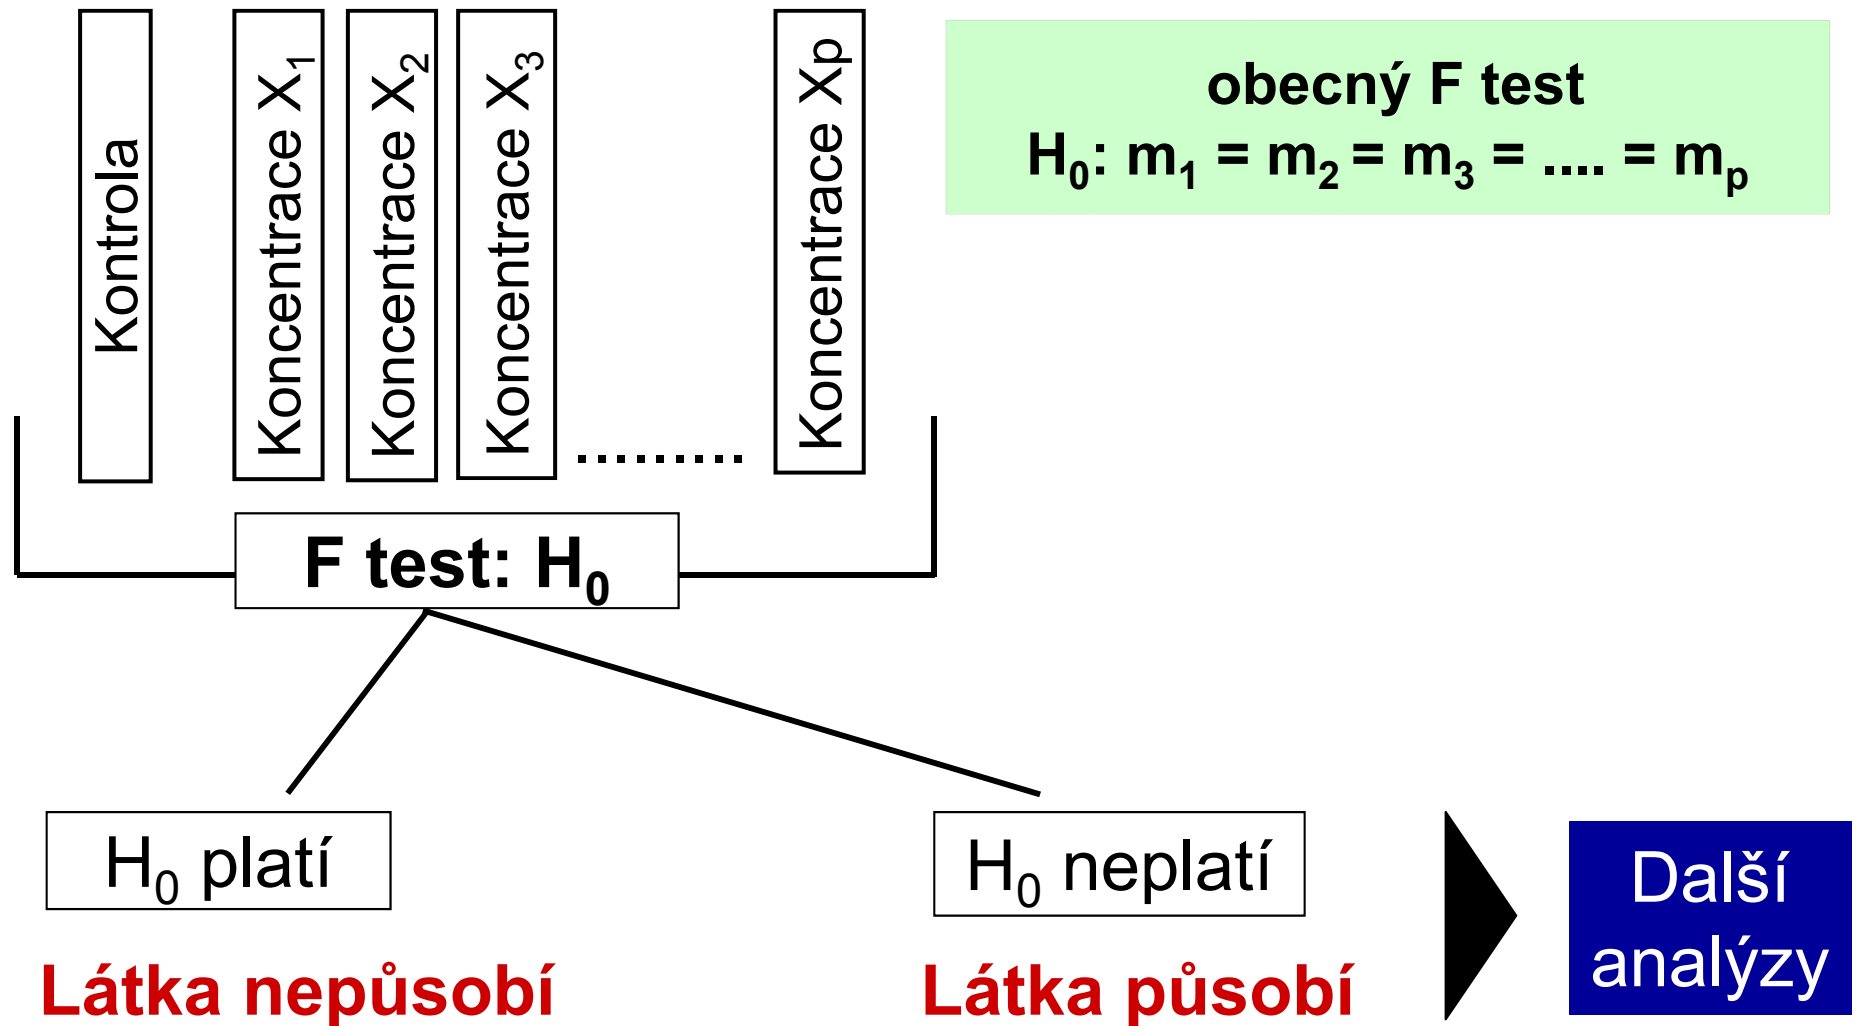 Kontrola
Koncentrace X₁
Koncentrace X₂
Koncentrace X₃
.........
Koncentrace Xp
obecný F test
H₀: m₁ = m₂ = m₃ = .... = mₚ
F test: H₀
H₀ platí
H₀ neplatí
Další
analýzy
Látka nepůsobí
Látka působí